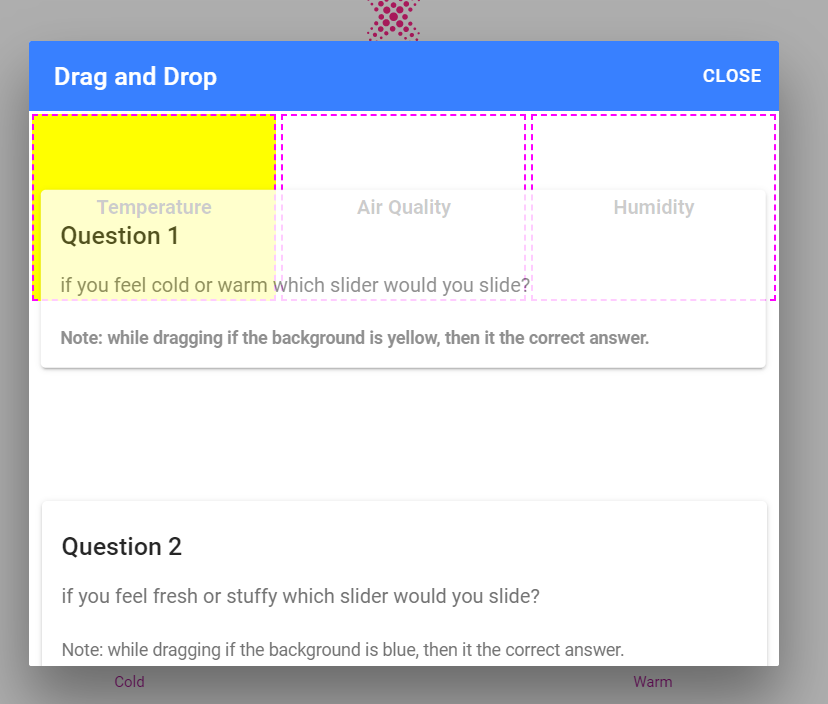 Drag and Drop
CLOSE
Temperature
Air Quality
Humidity
Question 1
if you feel cold or warm which slider would you slide?
Note: while dragging if the background is yellow, then it the correct answer.
Question 2
if you feel fresh or stuffy which slider would you slide?
Note: while dragging if the background is blue, then it the correct answer.
Cold
Warm